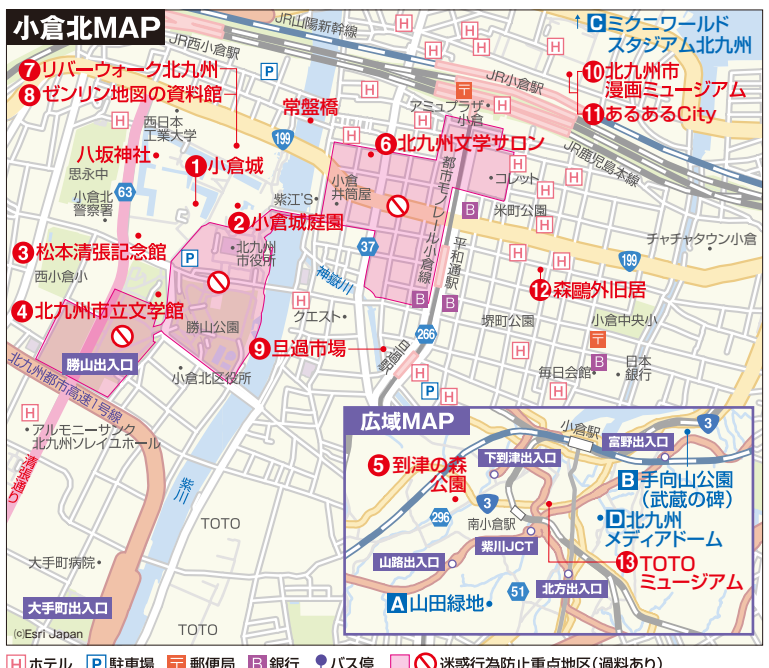 小倉北MAP
JR山陽新幹線
JR西小倉駅
↑Cミクニワールド
スタジアム北九州
7リバーウォーク北九州
8ゼンリン地図の資料館
P
H
JR小倉駅
10北九州市
漫画ミュージアム
11あるあるCity
アミュプラザ
小倉
常盤橋
西日本
工業大学
199
6北九州文学サロン
JR鹿児島本線
八坂神社
思永中
1小倉城
小倉
井筒屋
都市モノレール小倉線
コレット
小倉北
警察署
63
紫江'S
米町公園
B
2小倉城庭園
3松本清張記念館
P
北九州
市役所
37
平和通駅
チャチャタウン小倉
199
西小倉小
神嶽川
12森鷗外旧居
4北九州市立文学館
勝山公園
クエスト
堺町公園
小倉中央小
266
勝山出入口
9旦過市場
旦過駅
毎日会館
日本
銀行
北九州都市高速1号線
小倉北区役所
P
アルモニーサンク
北九州ソレイユホール
清張通り
紫川
TOTO
大手町病院
大手町出入口
TOTO
(c)Esri Japan
広域MAP
小倉駅
富野出入口
3
5到津の森
公園
下到津出入口
B手向山公園
(武蔵の碑)
3
296
南小倉駅
D北九州
メディアドーム
紫川JCT
山路出入口
13TOTO
ミュージアム
北方出入口
51
A山田緑地
Hホテル P駐車場 〒郵便局 B銀行 バス停 迷惑行為防止重点地区(過料あり)